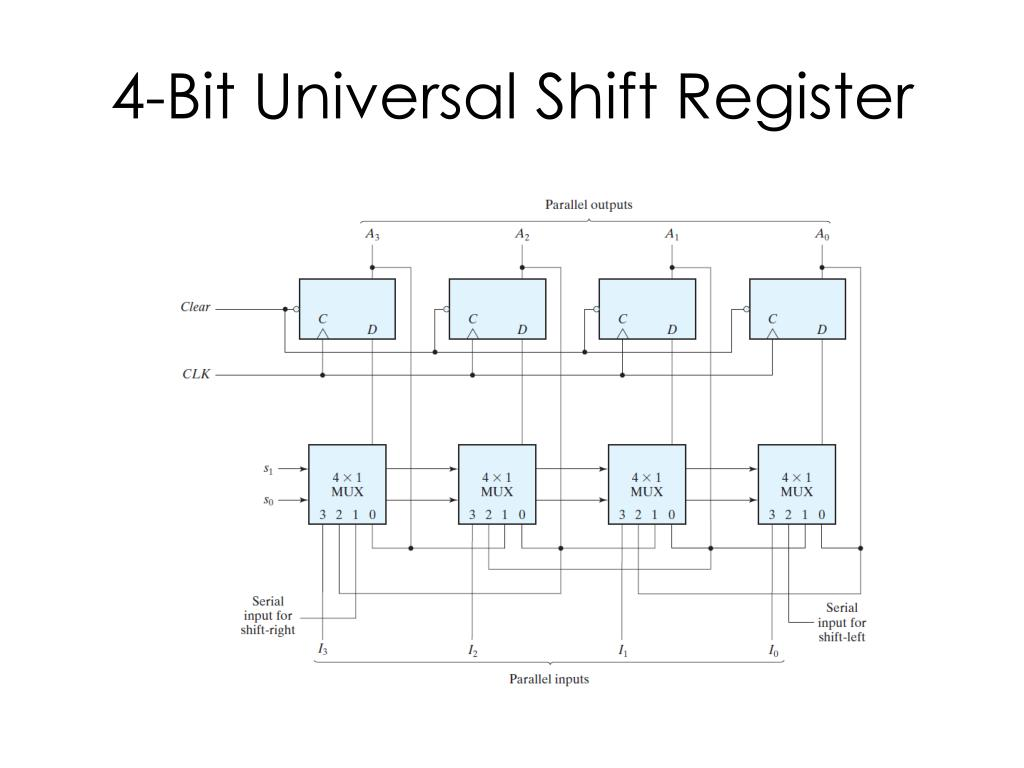 4-Bit Universal Shift Register
Parallel outputs
A3 A2 A1 A0
Clear
C D C D C D C D
CLK
s1
4 × 1 4 × 1 4 × 1 4 × 1
MUX MUX MUX MUX
s0
3 2 1 0 3 2 1 0 3 2 1 0 3 2 1 0
Serial
input for
shift-right
Serial
input for
shift-left
I3 I2 I1 I0
Parallel inputs